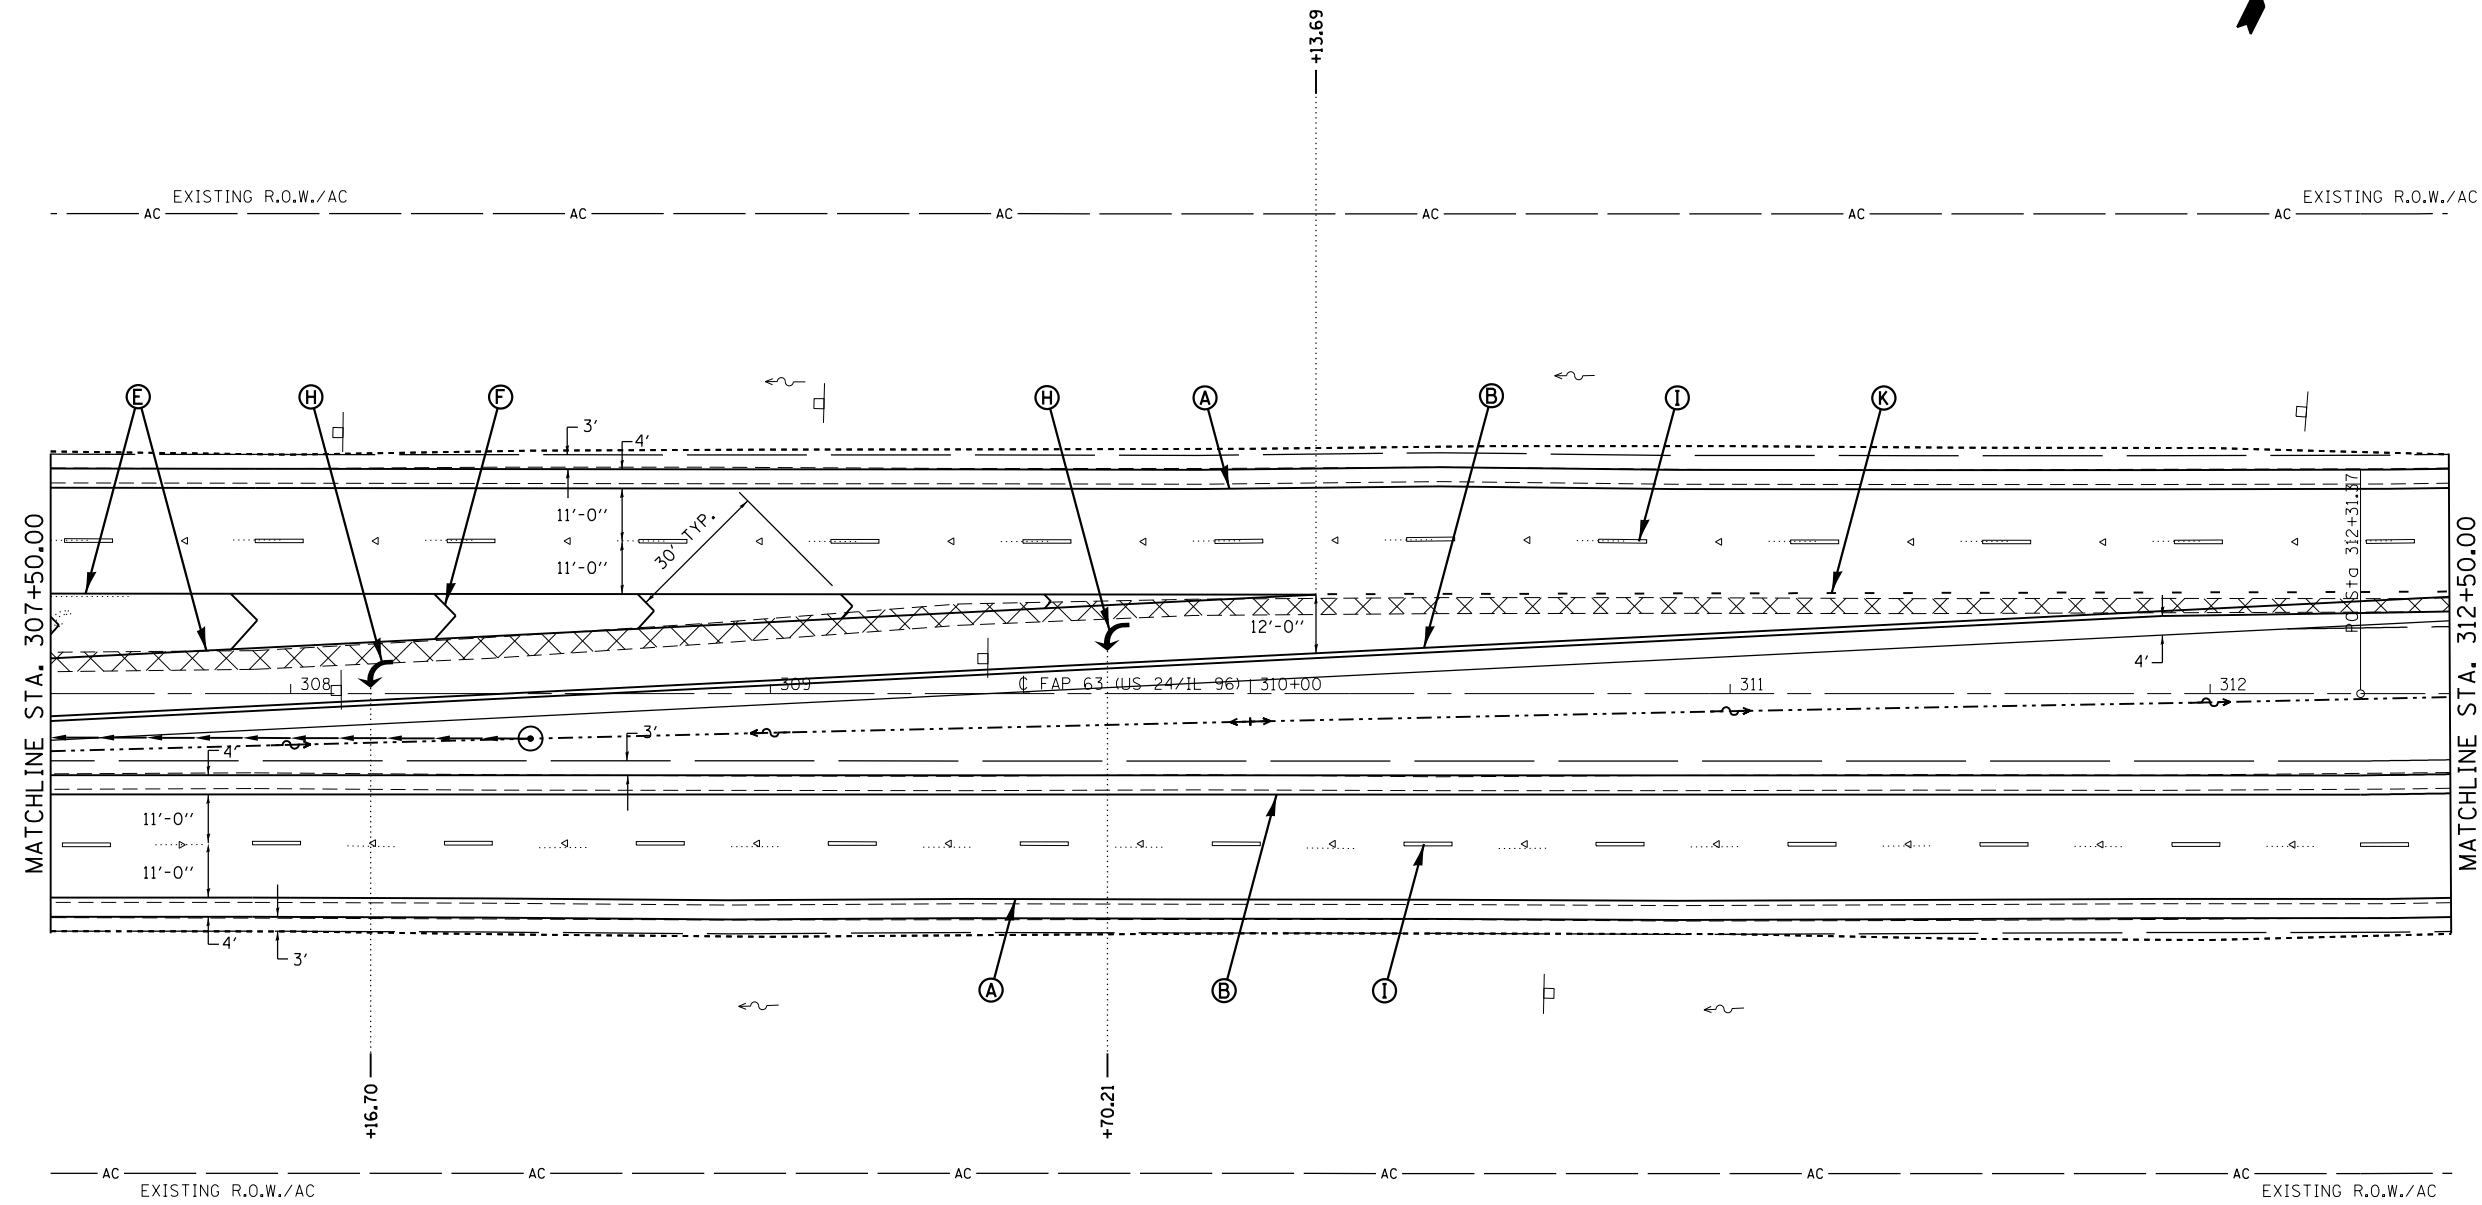 +13.69
EXISTING R.O.W./AC
EXISTING R.O.W./AC
AC AC AC AC AC AC
E H F H A B I K
3'
4'
11'-0''
11'-0''
30' TYP.
MATCHLINE STA. 307+50.00
MATCHLINE STA. 312+50.00
PC Sta 312+31.37
12'-0''
4'
308 309 ℄ FAP 63 (US 24/IL 96) 310+00 311 312
3'
4'
11'-0''
11'-0''
4'
3'
A B I
+16.70
+70.21
AC AC AC AC AC AC
EXISTING R.O.W./AC
EXISTING R.O.W./AC